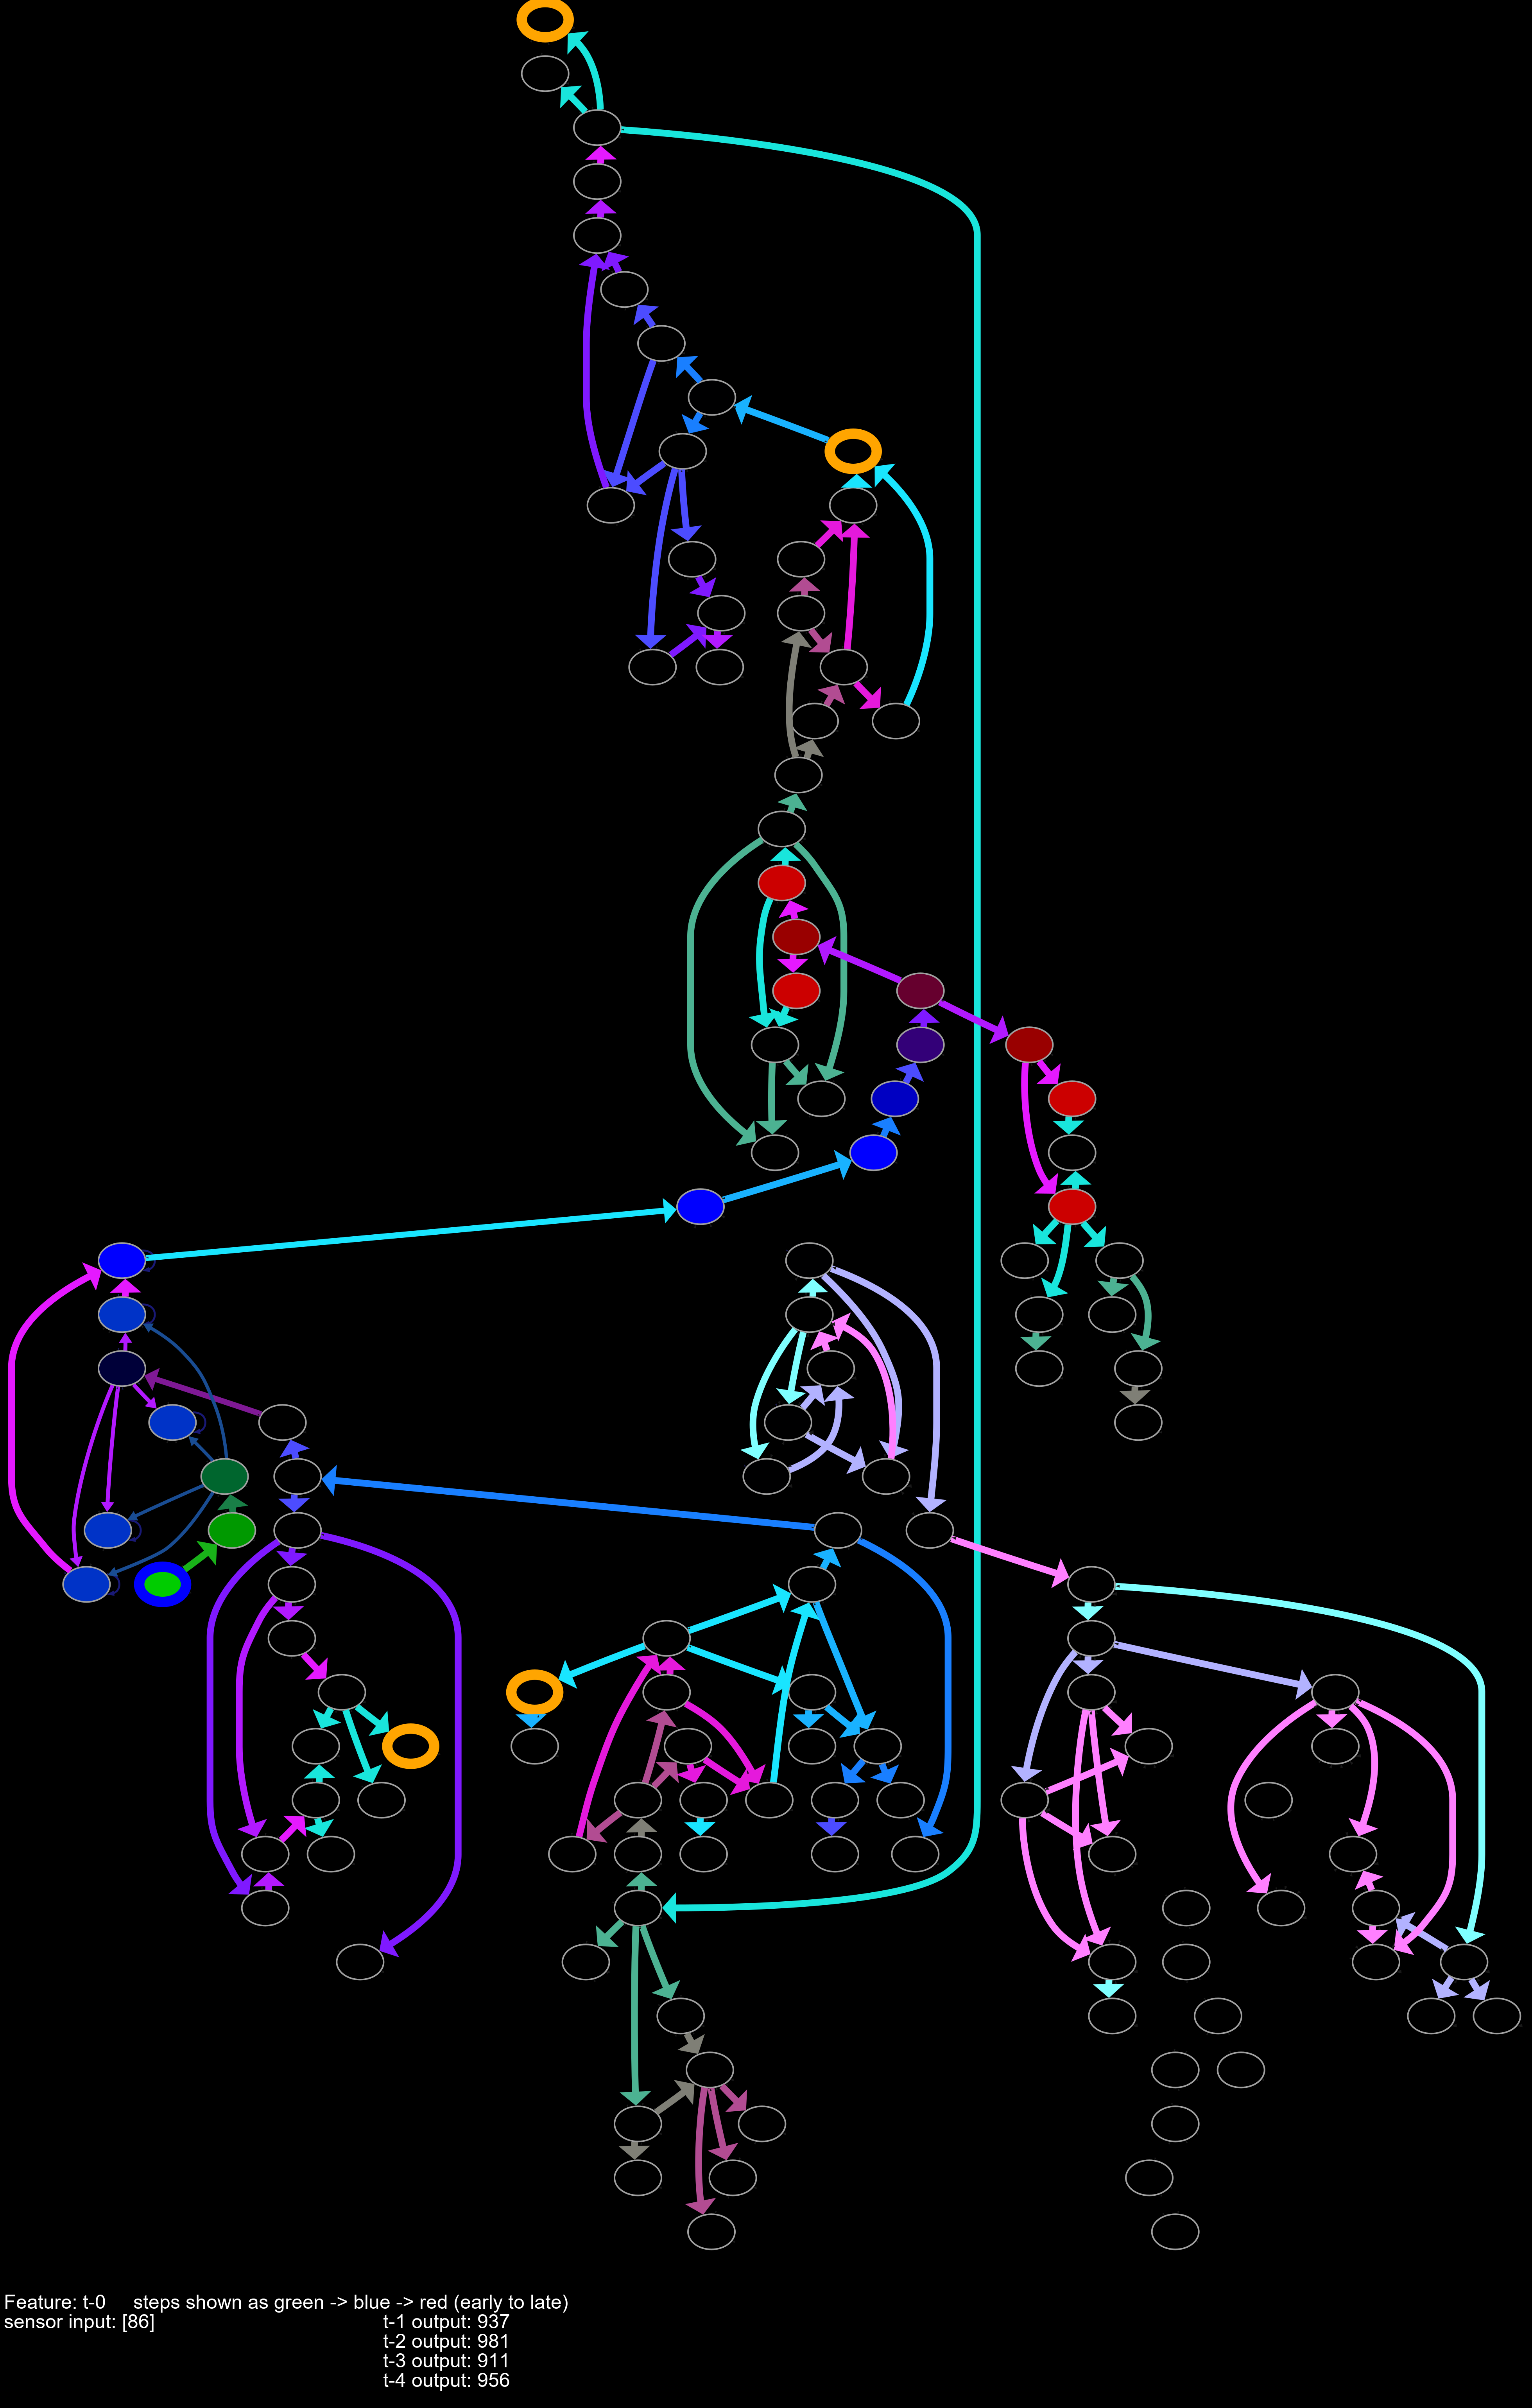 Feature: t-0     steps shown as green -> blue -> red (early to late)
sensor input: [86]     t-1 output: 937
t-2 output: 981
t-3 output: 911
t-4 output: 956